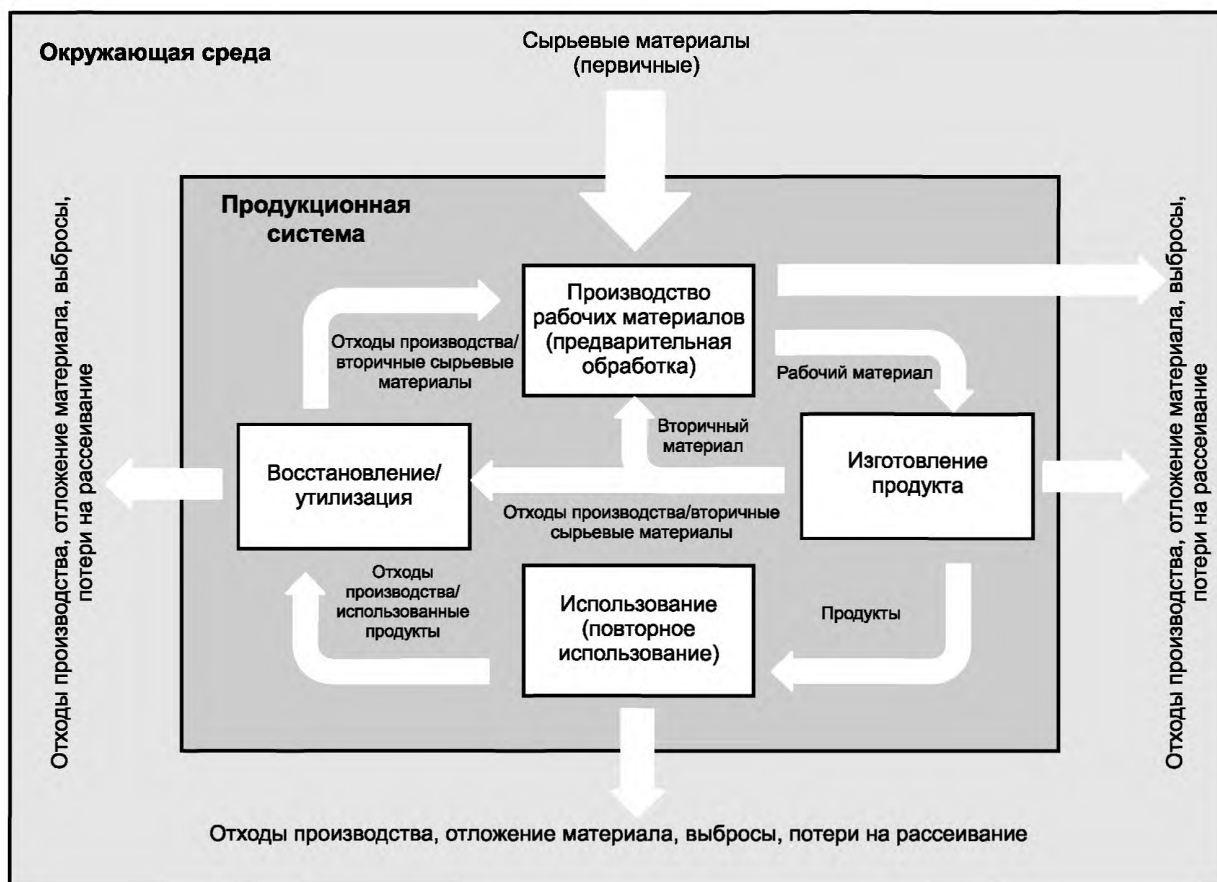 Окружающая среда
Сырьевые материалы
(первичные)
Продукционная
система
Производство
рабочих материалов
(предварительная
обработка)
Отходы производства/
вторичные сырьевые
материалы
Рабочий материал
Вторичный
материал
Восстановление/
утилизация
Изготовление
продукта
Отходы производства/вторичные
сырьевые материалы
Отходы
производства/
использованные
продукты
Использование
(повторное
использование)
Продукты
Отходы производства, отложение материала, выбросы,
потери на рассеивание
Отходы производства, отложение материала, выбросы,
потери на рассеивание
Отходы производства, отложение материала, выбросы, потери на рассеивание